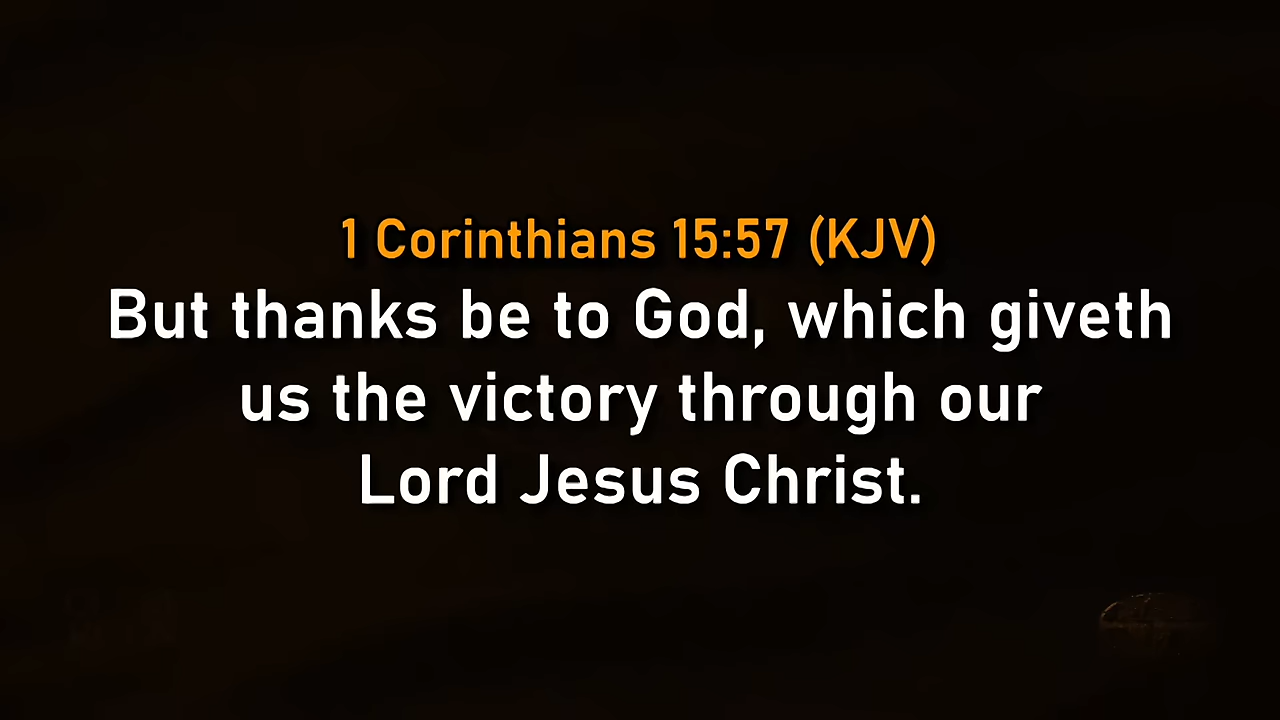 1 Corinthians 15:57 (KJV)
But thanks be to God, which giveth
us the victory through our
Lord Jesus Christ.